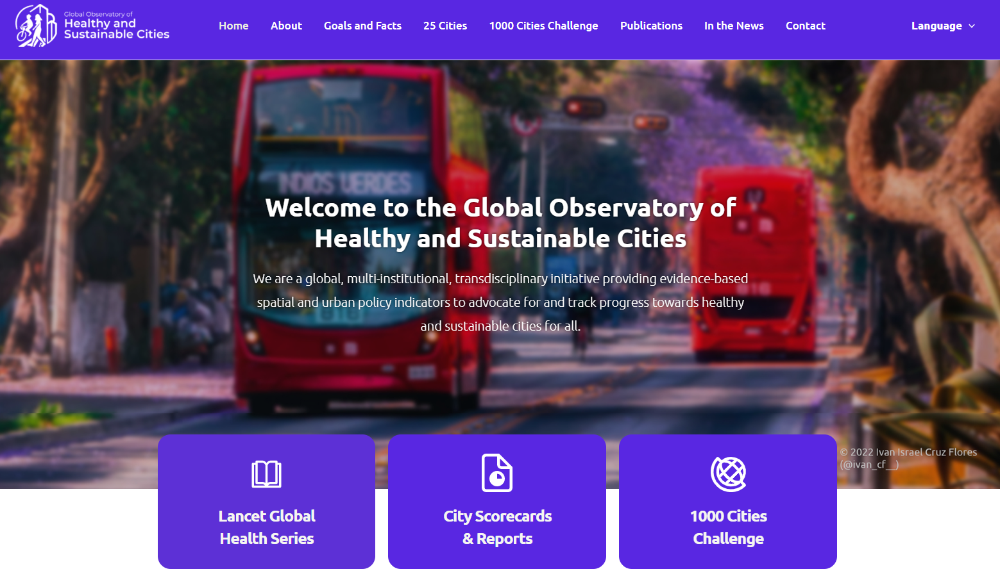 Global Observatory of
Healthy and
Sustainable Cities
Home About Goals and Facts 25 Cities 1000 Cities Challenge Publications In the News Contact Language
INDIOS VERDES
Welcome to the Global Observatory of
Healthy and Sustainable Cities
We are a global, multi-institutional, transdisciplinary initiative providing evidence-based
spatial and urban policy indicators to advocate for and track progress towards healthy
and sustainable cities for all.
816
816
© 2022 Ivan Israel Cruz Flores
(@ivan_cf__)
Lancet Global
Health Series
City Scorecards
& Reports
1000 Cities
Challenge